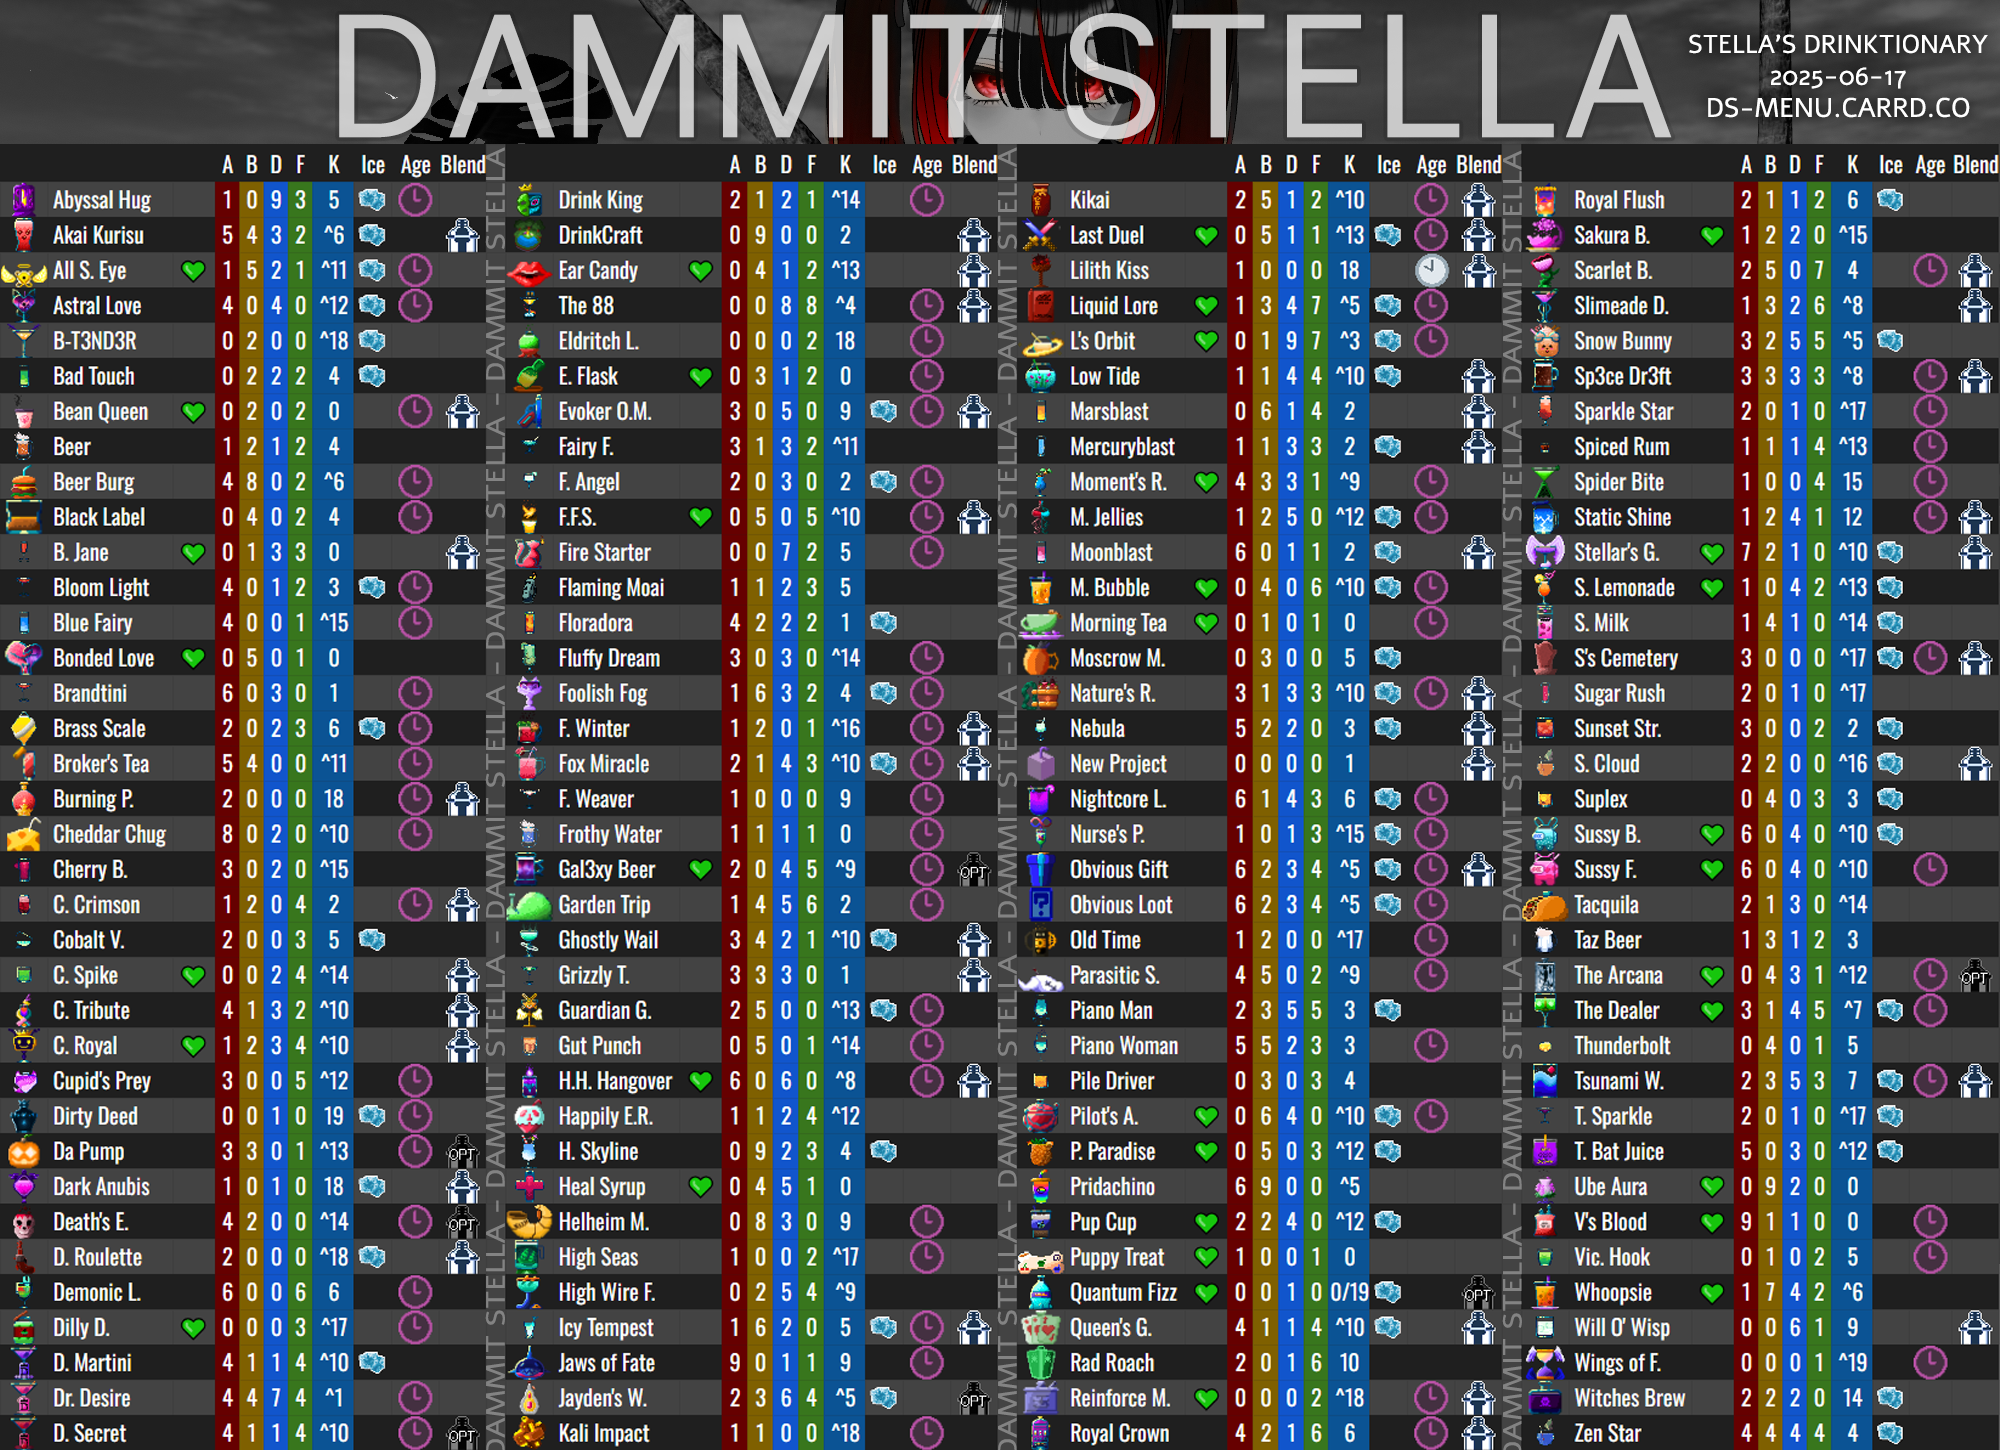 DAMMIT STELLA
STELLA'S DRINKTIONARY
2025-06-17
DS-MENU.CARRD.CO
A B D F K Ice Age Blend
Abyssal Hug 1 0 9 3 5
Akai Kurisu 5 4 3 2 ^6
All S. Eye 1 5 2 1 ^11
Astral Love 4 0 4 0 ^12
B-T3ND3R 0 2 0 0 ^18
Bad Touch 0 2 2 2 4
Bean Queen 0 2 0 2 0
Beer 1 2 1 2 4
Beer Burg 4 8 0 2 ^6
Black Label 0 4 0 2 4
B. Jane 0 1 3 3 0
Bloom Light 4 0 1 2 3
Blue Fairy 4 0 0 1 ^15
Bonded Love 0 5 0 1 0
Brandtini 6 0 3 0 1
Brass Scale 2 0 2 3 6
Broker's Tea 5 4 0 0 ^11
Burning P. 2 0 0 0 18
Cheddar Chug 8 0 2 0 ^10
Cherry B. 3 0 2 0 ^15
C. Crimson 1 2 0 4 2
Cobalt V. 2 0 0 3 5
C. Spike 0 0 2 4 ^14
C. Tribute 4 1 3 2 ^10
C. Royal 1 2 3 4 ^10
Cupid's Prey 3 0 0 5 ^12
Dirty Deed 0 0 1 0 19
Da Pump 3 3 0 1 ^13 OPT
Dark Anubis 1 0 1 0 18
Death's E. 4 2 0 0 ^14 OPT
D. Roulette 2 0 0 0 ^18
Demonic L. 6 0 0 6 6
Dilly D. 0 0 0 3 ^17
D. Martini 4 1 1 4 ^10
Dr. Desire 4 4 7 4 ^1
D. Secret 4 1 1 4 ^10 OPT
DAMMIT STELLA - DAMMIT STELLA - DAMMIT STELLA - DAMMIT STELLA - DAMMIT STELLA
A B D F K Ice Age Blend
Drink King 2 1 2 1 ^14
DrinkCraft 0 9 0 0 2
Ear Candy 0 4 1 2 ^13
The 88 0 0 8 8 ^4
Eldritch L. 0 0 0 2 18
E. Flask 0 3 1 2 0
Evoker O.M. 3 0 5 0 9
Fairy F. 3 1 3 2 ^11
F. Angel 2 0 3 0 2
F.F.S. 0 5 0 5 ^10
Fire Starter 0 0 7 2 5
Flaming Moai 1 1 2 3 5
Floradora 4 2 2 2 1
Fluffy Dream 3 0 3 0 ^14
Foolish Fog 1 6 3 2 4
F. Winter 1 2 0 1 ^16
Fox Miracle 2 1 4 3 ^10
F. Weaver 1 0 0 0 9
Frothy Water 1 1 1 1 0
Gal3xy Beer 2 0 4 5 ^9 OPT
Garden Trip 1 4 5 6 2
Ghostly Wail 3 4 2 1 ^10
Grizzly T. 3 3 3 0 1
Guardian G. 2 5 0 0 ^13
Gut Punch 0 5 0 1 ^14
H.H. Hangover 6 0 6 0 ^8
Happily E.R. 1 1 2 4 ^12
H. Skyline 0 9 2 3 4
Heal Syrup 0 4 5 1 0
Helheim M. 0 8 3 0 9
High Seas 1 0 0 2 ^17
High Wire F. 0 2 5 4 ^9
Icy Tempest 1 6 2 0 5
Jaws of Fate 9 0 1 1 9
Jayden's W. 2 3 6 4 ^5 OPT
Kali Impact 1 1 0 0 ^18
DAMMIT STELLA - DAMMIT STELLA - DAMMIT STELLA - DAMMIT STELLA - DAMMIT STELLA
A B D F K Ice Age Blend
Kikai 2 5 1 2 ^10
Last Duel 0 5 1 1 ^13
Lilith Kiss 1 0 0 0 18
Liquid Lore 1 3 4 7 ^5
L's Orbit 0 1 9 7 ^3
Low Tide 1 1 4 4 ^10
Marsblast 0 6 1 4 2
Mercuryblast 1 1 3 3 2
Moment's R. 4 3 3 1 ^9
M. Jellies 1 2 5 0 ^12
Moonblast 6 0 1 1 2
M. Bubble 0 4 0 6 ^10
Morning Tea 0 1 0 1 0
Moscrow M. 0 3 0 0 5
Nature's R. 3 1 3 3 ^10
Nebula 5 2 2 0 3
New Project 0 0 0 0 1
Nightcore L. 6 1 4 3 6
Nurse's P. 1 0 1 3 ^15
Obvious Gift 6 2 3 4 ^5
Obvious Loot 6 2 3 4 ^5
Old Time 1 2 0 0 ^17
Parasitic S. 4 5 0 2 ^9
Piano Man 2 3 5 5 3
Piano Woman 5 5 2 3 3
Pile Driver 0 3 0 3 4
Pilot's A. 0 6 4 0 ^10
P. Paradise 0 5 0 3 ^12
Pridachino 6 9 0 0 ^5
Pup Cup 2 2 4 0 ^12
Puppy Treat 1 0 0 1 0
Quantum Fizz 0 0 1 0 0/19 OPT
Queen's G. 4 1 1 4 ^10
Rad Roach 2 0 1 6 10
Reinforce M. 0 0 0 2 ^18
Royal Crown 4 2 1 6 6
DAMMIT STELLA - DAMMIT STELLA - DAMMIT STELLA - DAMMIT STELLA - DAMMIT STELLA
A B D F K Ice Age Blend
Royal Flush 2 1 1 2 6
Sakura B. 1 2 2 0 ^15
Scarlet B. 2 5 0 7 4
Slimeade D. 1 3 2 6 ^8
Snow Bunny 3 2 5 5 ^5
Sp3ce Dr3ft 3 3 3 3 ^8
Sparkle Star 2 0 1 0 ^17
Spiced Rum 1 1 1 4 ^13
Spider Bite 1 0 0 4 15
Static Shine 1 2 4 1 12
Stellar's G. 7 2 1 0 ^10
S. Lemonade 1 0 4 2 ^13
S. Milk 1 4 1 0 ^14
S's Cemetery 3 0 0 0 ^17
Sugar Rush 2 0 1 0 ^17
Sunset Str. 3 0 0 2 2
S. Cloud 2 2 0 0 ^16
Suplex 0 4 0 3 3
Sussy B. 6 0 4 0 ^10
Sussy F. 6 0 4 0 ^10
Tacquila 2 1 3 0 ^14
Taz Beer 1 3 1 2 3
The Arcana 0 4 3 1 ^12 OPT
The Dealer 3 1 4 5 ^7
Thunderbolt 0 4 0 1 5
Tsunami W. 2 3 5 3 7
T. Sparkle 2 0 1 0 ^17
T. Bat Juice 5 0 3 0 ^12
Ube Aura 0 9 2 0 0
V's Blood 9 1 1 0 0
Vic. Hook 0 1 0 2 5
Whoopsie 1 7 4 2 ^6
Will O' Wisp 0 0 6 1 9
Wings of F. 0 0 0 1 ^19
Witches Brew 2 2 2 0 14
Zen Star 4 4 4 4 4